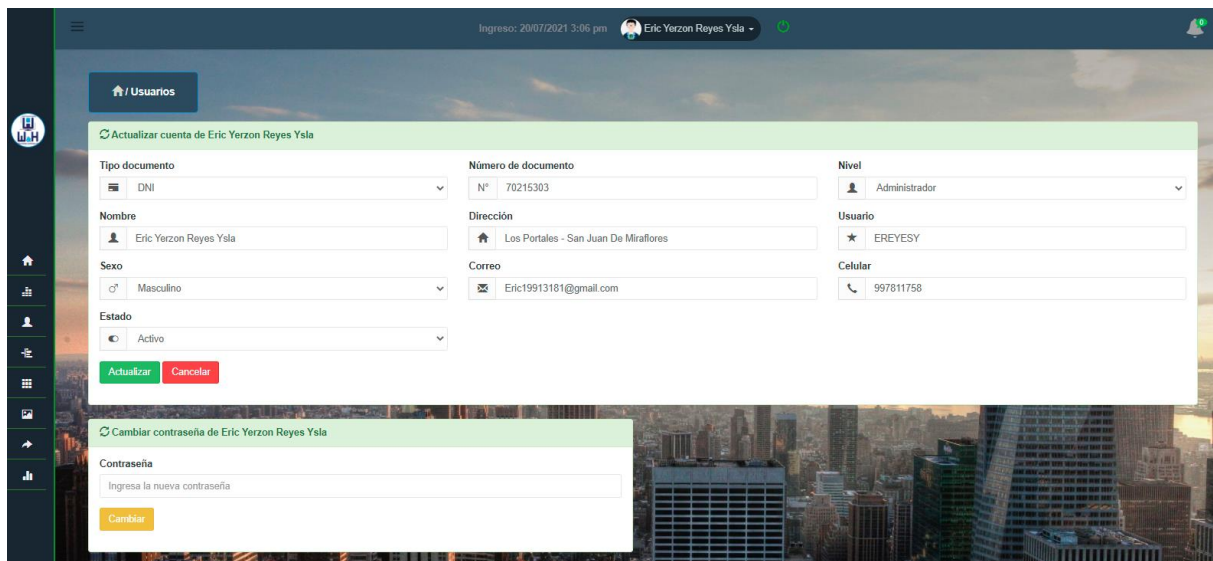 Ingreso: 20/07/2021 3:06 pm Eric Yerzon Reyes Ysla
0
/ Usuarios
W&H
Actualizar cuenta de Eric Yerzon Reyes Ysla
Tipo documento Número de documento Nivel
DNI N° 70215303 Administrador
Nombre Dirección Usuario
Eric Yerzon Reyes Ysla Los Portales - San Juan De Miraflores EREYESY
Sexo Correo Celular
Masculino Eric19913181@gmail.com 997811758
Estado
Activo
Actualizar Cancelar
Cambiar contraseña de Eric Yerzon Reyes Ysla
Contraseña
Ingresa la nueva contraseña
Cambiar